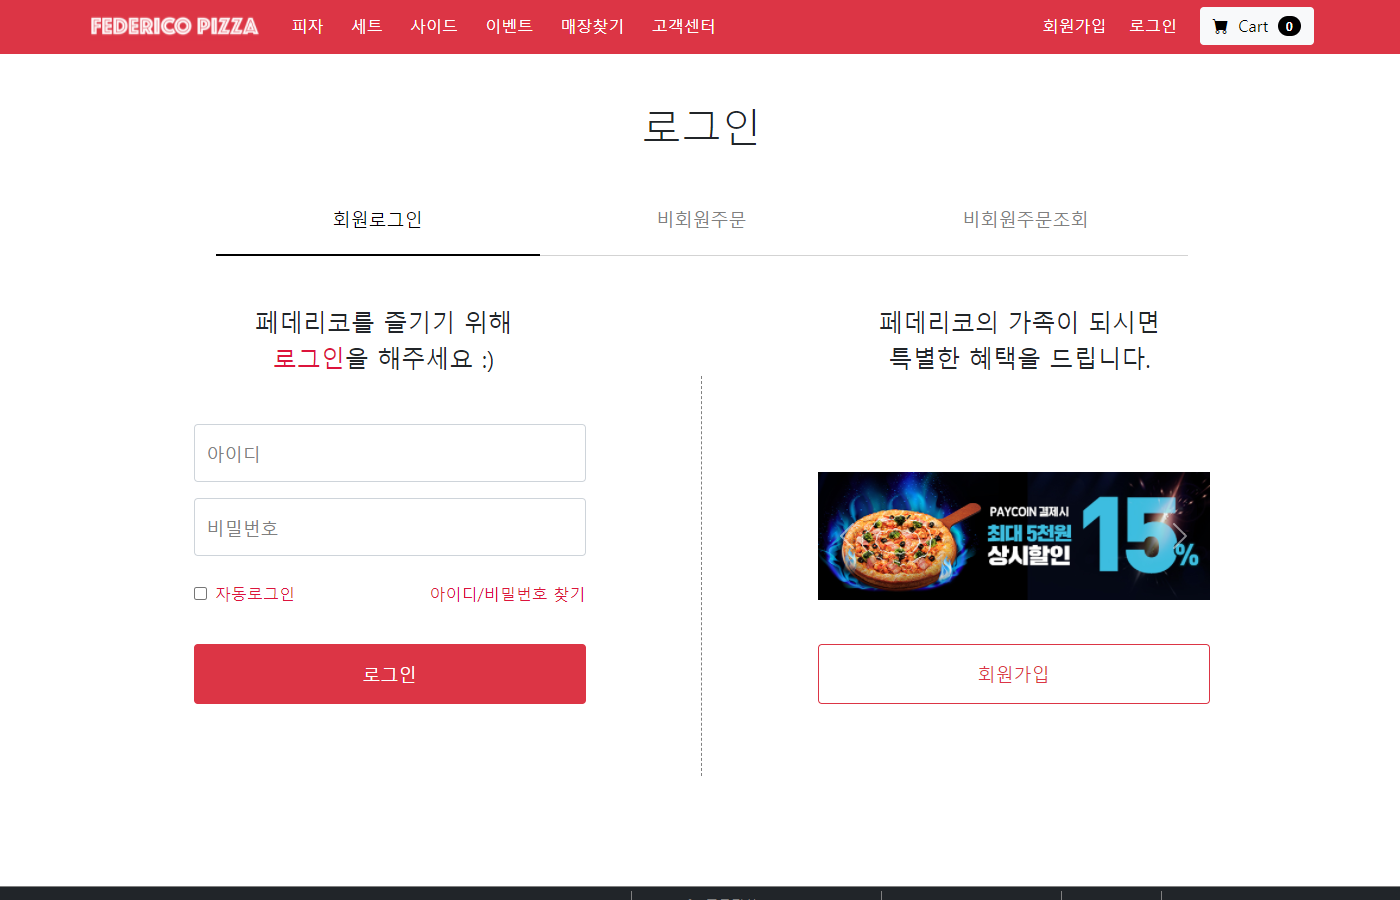 FEDERICO PIZZA 피자 세트 사이드 이벤트 매장찾기 고객센터 회원가입 로그인 Cart 0
로그인
회원로그인 비회원주문 비회원주문조회
페데리코를 즐기기 위해
로그인을 해주세요 :)
아이디
비밀번호
자동로그인 아이디/비밀번호 찾기
로그인
페데리코의 가족이 되시면
특별한 혜택을 드립니다.
PAYCOIN 결제시
최대 5천원
상시할인
15%
회원가입